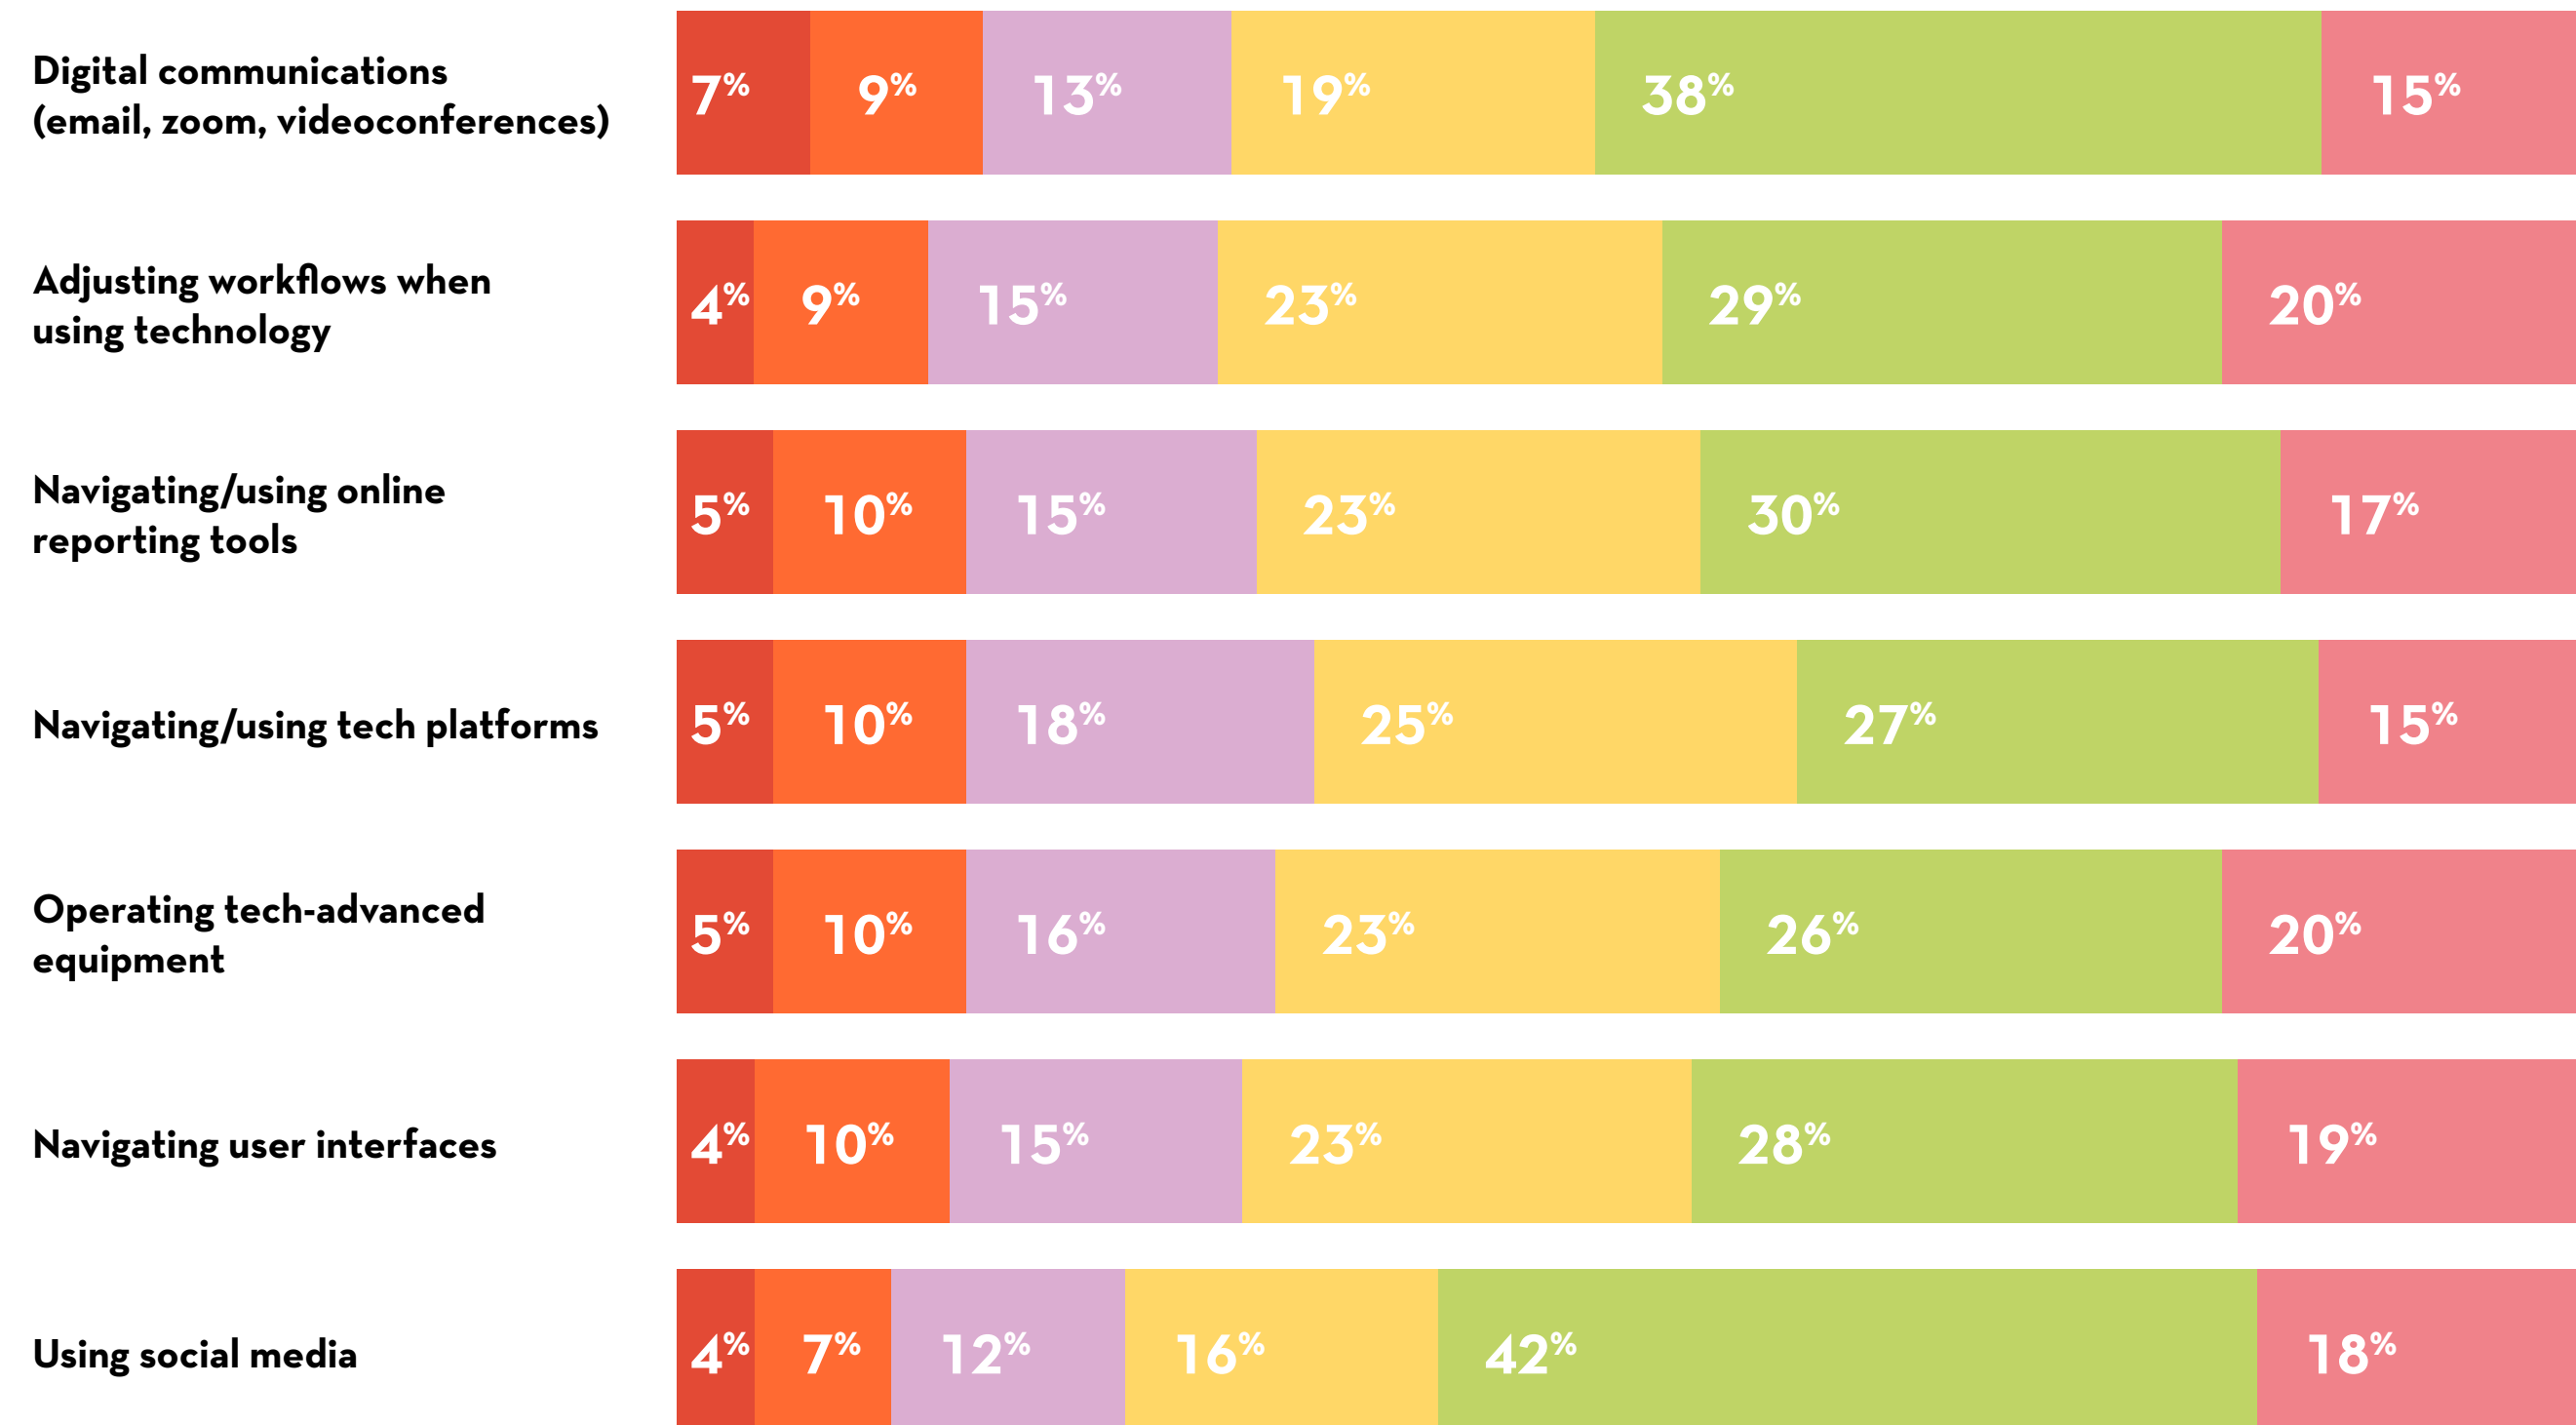 Digital communications
(email, zoom, videoconferences)
7% 9% 13% 19% 38% 15%
Adjusting workflows when
using technology
4% 9% 15% 23% 29% 20%
Navigating/using online
reporting tools
5% 10% 15% 23% 30% 17%
Navigating/using tech platforms
5% 10% 18% 25% 27% 15%
Operating tech-advanced
equipment
5% 10% 16% 23% 26% 20%
Navigating user interfaces
4% 10% 15% 23% 28% 19%
Using social media
4% 7% 12% 16% 42% 18%